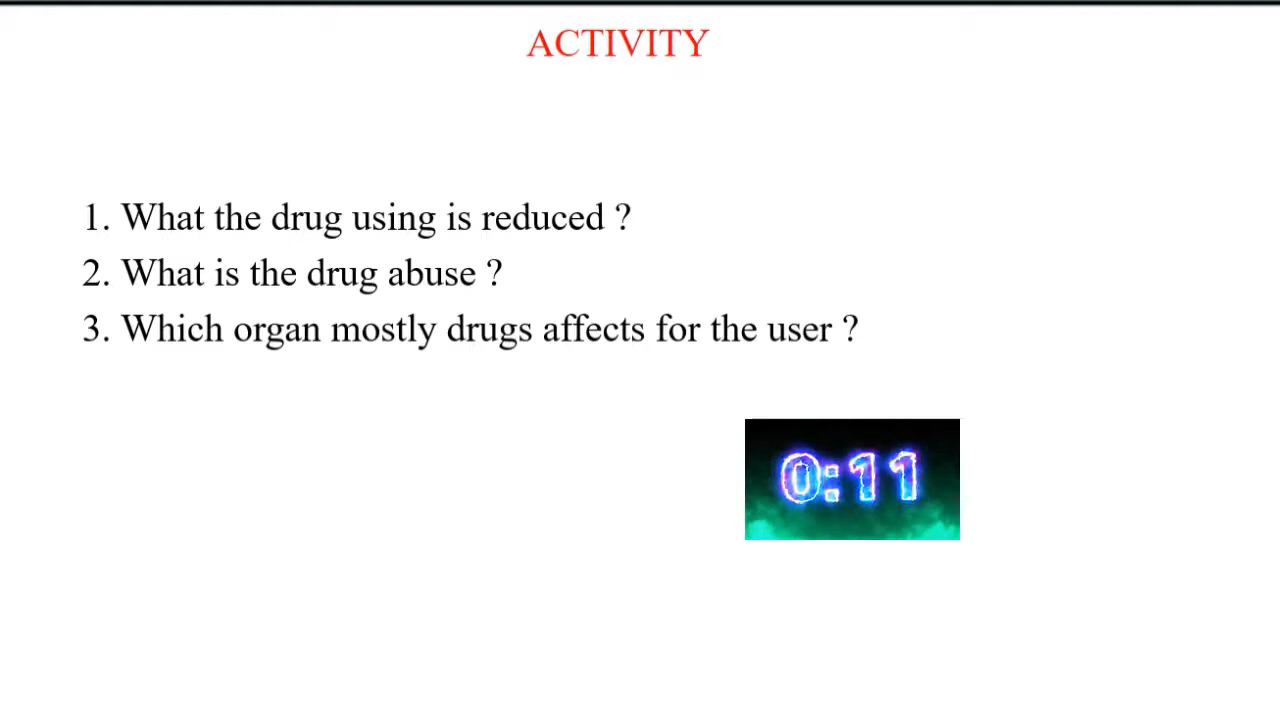 ACTIVITY
1. What the drug using is reduced ?
2. What is the drug abuse ?
3. Which organ mostly drugs affects for the user ?
0:11